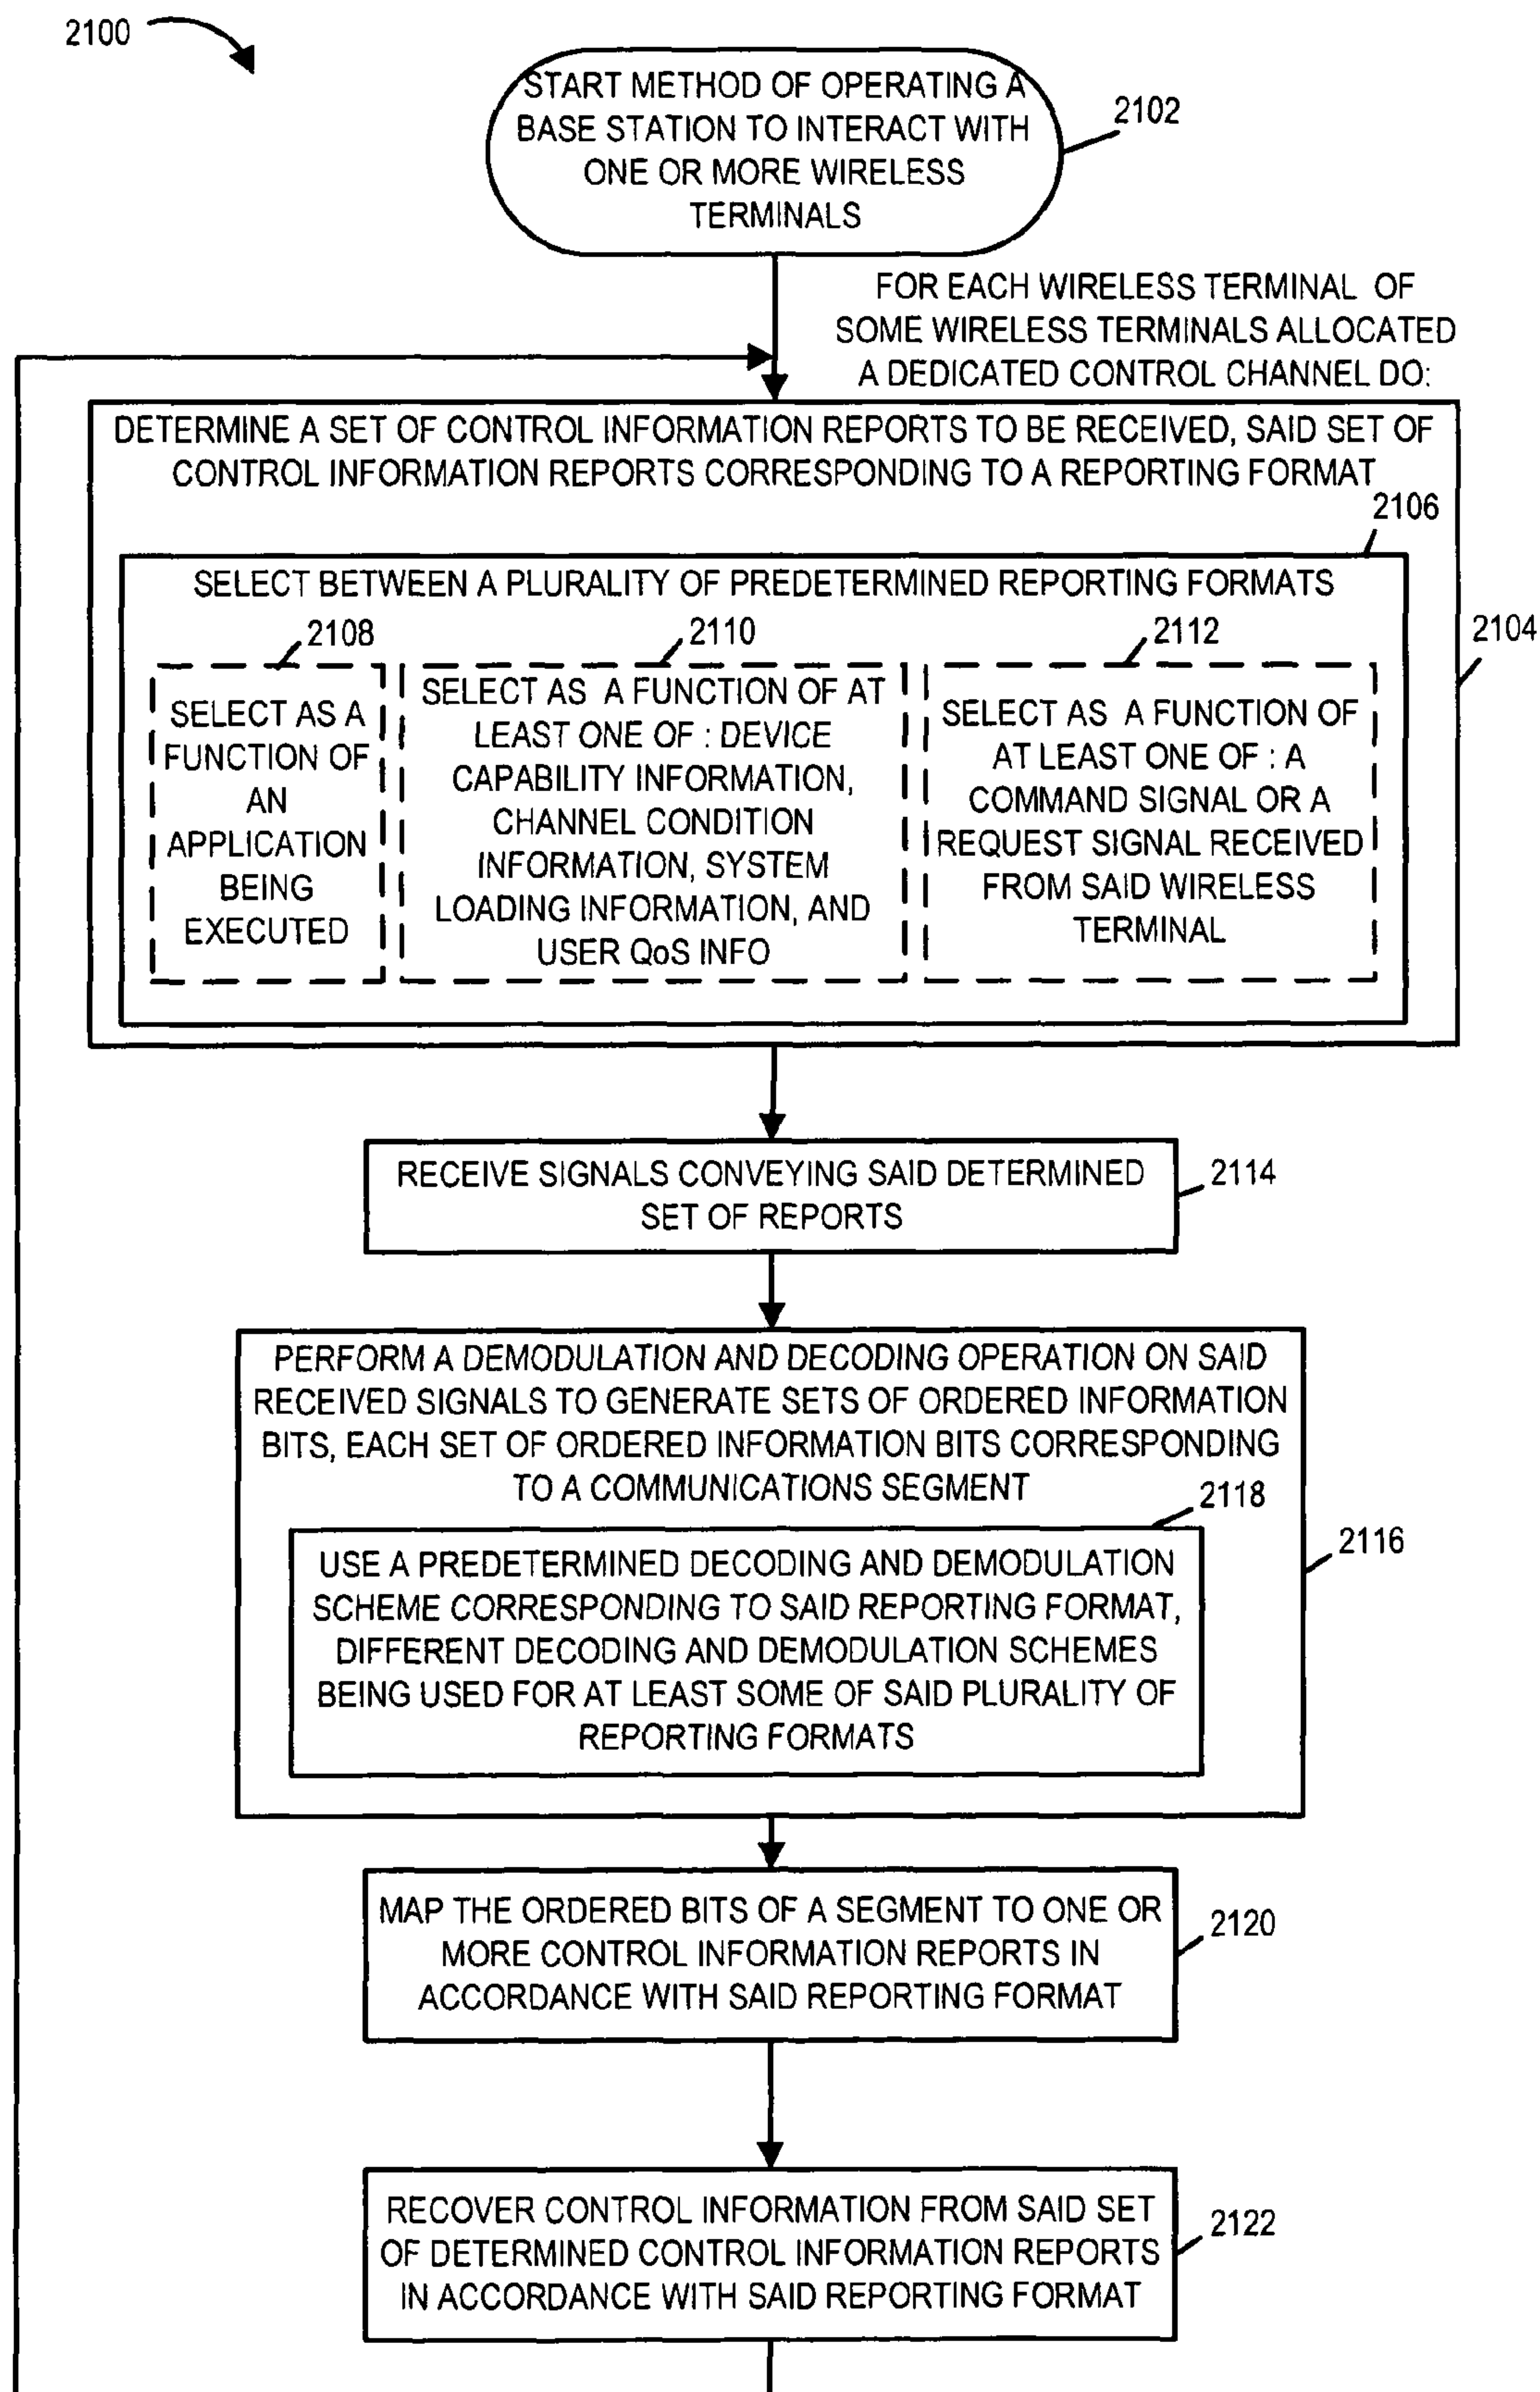 2100
START METHOD OF OPERATING A
BASE STATION TO INTERACT WITH
ONE OR MORE WIRELESS
TERMINALS
2102
FOR EACH WIRELESS TERMINAL OF
SOME WIRELESS TERMINALS ALLOCATED
A DEDICATED CONTROL CHANNEL DO:
DETERMINE A SET OF CONTROL INFORMATION REPORTS TO BE RECEIVED, SAID SET OF
CONTROL INFORMATION REPORTS CORRESPONDING TO A REPORTING FORMAT
2106
SELECT BETWEEN A PLURALITY OF PREDETERMINED REPORTING FORMATS
2104
2108
SELECT AS A
FUNCTION OF
AN
APPLICATION
BEING
EXECUTED
2110
SELECT AS A FUNCTION OF AT
LEAST ONE OF : DEVICE
CAPABILITY INFORMATION,
CHANNEL CONDITION
INFORMATION, SYSTEM
LOADING INFORMATION, AND
USER QoS INFO
2112
SELECT AS A FUNCTION OF
AT LEAST ONE OF : A
COMMAND SIGNAL OR A
REQUEST SIGNAL RECEIVED
FROM SAID WIRELESS
TERMINAL
RECEIVE SIGNALS CONVEYING SAID DETERMINED
SET OF REPORTS
2114
PERFORM A DEMODULATION AND DECODING OPERATION ON SAID
RECEIVED SIGNALS TO GENERATE SETS OF ORDERED INFORMATION
BITS, EACH SET OF ORDERED INFORMATION BITS CORRESPONDING
TO A COMMUNICATIONS SEGMENT
2118
2116
USE A PREDETERMINED DECODING AND DEMODULATION
SCHEME CORRESPONDING TO SAID REPORTING FORMAT,
DIFFERENT DECODING AND DEMODULATION SCHEMES
BEING USED FOR AT LEAST SOME OF SAID PLURALITY OF
REPORTING FORMATS
MAP THE ORDERED BITS OF A SEGMENT TO ONE OR
MORE CONTROL INFORMATION REPORTS IN
ACCORDANCE WITH SAID REPORTING FORMAT
2120
RECOVER CONTROL INFORMATION FROM SAID SET
OF DETERMINED CONTROL INFORMATION REPORTS
IN ACCORDANCE WITH SAID REPORTING FORMAT
2122